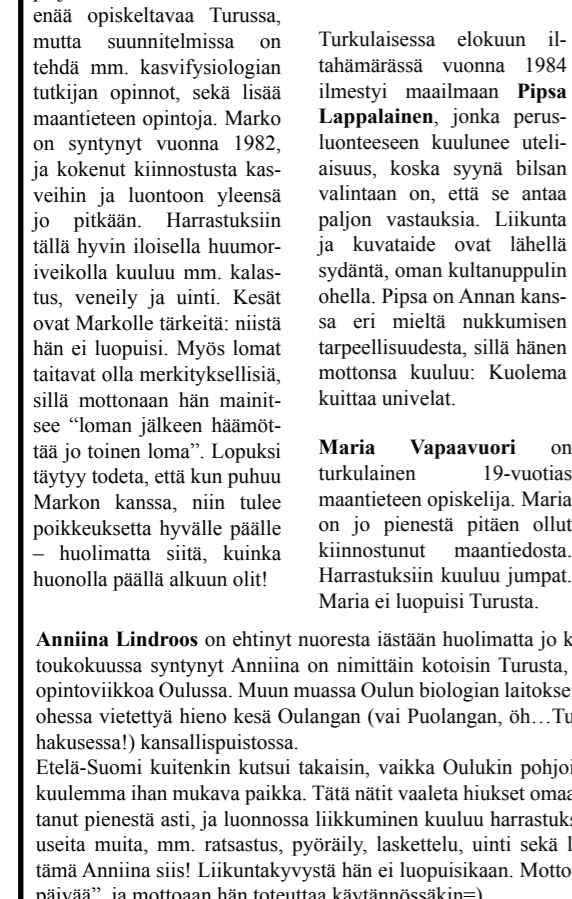 enää opiskeltavaa Turussa,
mutta suunnitelmissa on
tehdä mm. kasvifysiologian
tutkijan opinnot, sekä lisää
maantieteen opintoja. Marko
on syntynyt vuonna 1982,
ja kokenut kiinnostusta kas-
veihin ja luontoon yleensä
jo pitkään. Harrastuksiin
tällä hyvin iloisella huumor-
iveikolla kuuluu mm. kalas-
tus, veneily ja uinti. Kesät
ovat Markolle tärkeitä: niistä
hän ei luopuisi. Myös lomat
taitavat olla merkityksellisiä,
sillä mottonaan hän mainit-
see “loman jälkeen häämöt-
tää jo toinen loma”. Lopuksi
täytyy todeta, että kun puhuu
Markon kanssa, niin tulee
poikkeuksetta hyvälle päälle
– huolimatta siitä, kuinka
huonolla päällä alkuun olit!
Turkulaisessa elokuun il-
tahämärässä vuonna 1984
ilmestyi maailmaan Pipsa
Lappalainen, jonka perus-
luonteeseen kuulunee uteli-
aisuus, koska syynä bilsan
valintaan on, että se antaa
paljon vastauksia. Liikunta
ja kuvataide ovat lähellä
sydäntä, oman kultanuppulin
ohella. Pipsa on Annan kans-
sa eri mieltä nukkumisen
tarpeellisuudesta, sillä hänen
mottonsa kuuluu: Kuolema
kuittaa univelat.
Maria Vapaavuori on
turkulainen 19-vuotias
maantieteen opiskelija. Maria
on jo pienestä pitäen ollut
kiinnostunut maantiedosta.
Harrastuksiin kuuluu jumpat.
Maria ei luopuisi Turusta.
Anniina Lindroos on ehtinyt nuoresta iästään huolimatta jo k
toukokuussa syntynyt Anniina on nimittäin kotoisin Turusta,
opintoviikkoa Oulussa. Muun muassa Oulun biologian laitokse
ohessa vietettyä hieno kesä Oulangan (vai Puolangan, öh…Tu
hakusessa!) kansallispuistossa.
Etelä-Suomi kuitenkin kutsui takaisin, vaikka Oulukin pohjoi
kuulemma ihan mukava paikka. Tätä nätit vaaleta hiukset omaa
tanut pienestä asti, ja luonnossa liikkuminen kuuluu harrastuks
useita muita, mm. ratsastus, pyöräily, laskettelu, uinti sekä l
tämä Anniina siis! Liikuntakyvystä hän ei luopuisikaan. Motto
päivää”, ja mottoaan hän toteuttaa käytännössäkin=)